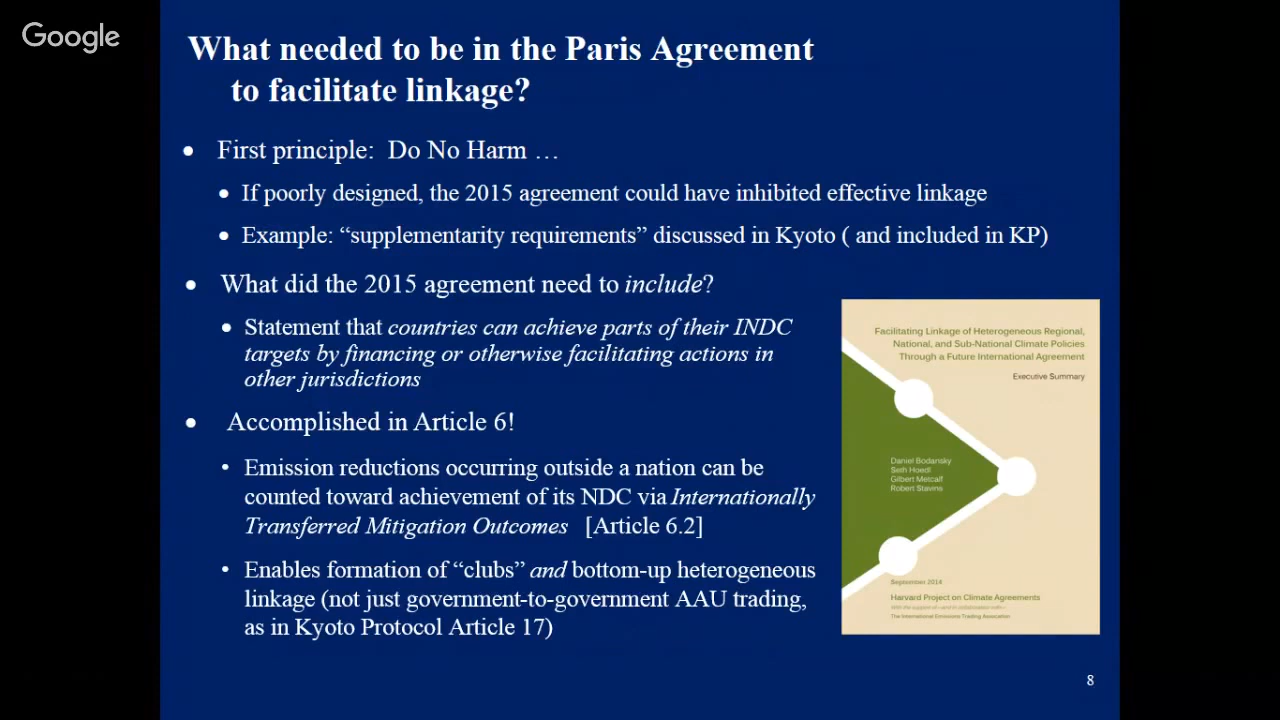 Google
What needed to be in the Paris Agreement
to facilitate linkage?
• First principle: Do No Harm …
• If poorly designed, the 2015 agreement could have inhibited effective linkage
• Example: “supplementarity requirements” discussed in Kyoto ( and included in KP)
• What did the 2015 agreement need to include?
• Statement that countries can achieve parts of their INDC
targets by financing or otherwise facilitating actions in
other jurisdictions
• Accomplished in Article 6!
• Emission reductions occurring outside a nation can be
counted toward achievement of its NDC via Internationally
Transferred Mitigation Outcomes [Article 6.2]
• Enables formation of “clubs” and bottom-up heterogeneous
linkage (not just government-to-government AAU trading,
as in Kyoto Protocol Article 17)
Facilitating Linkage of Heterogeneous Regional,
National, and Sub-National Climate Policies
Through a Future International Agreement
Executive Summary
Daniel Bodansky
Seth Hoedl
Gilbert Metcalf
Robert Stavins
September 2014
Harvard Project on Climate Agreements
With the support of—and in collaboration with—
The International Emissions Trading Association
8